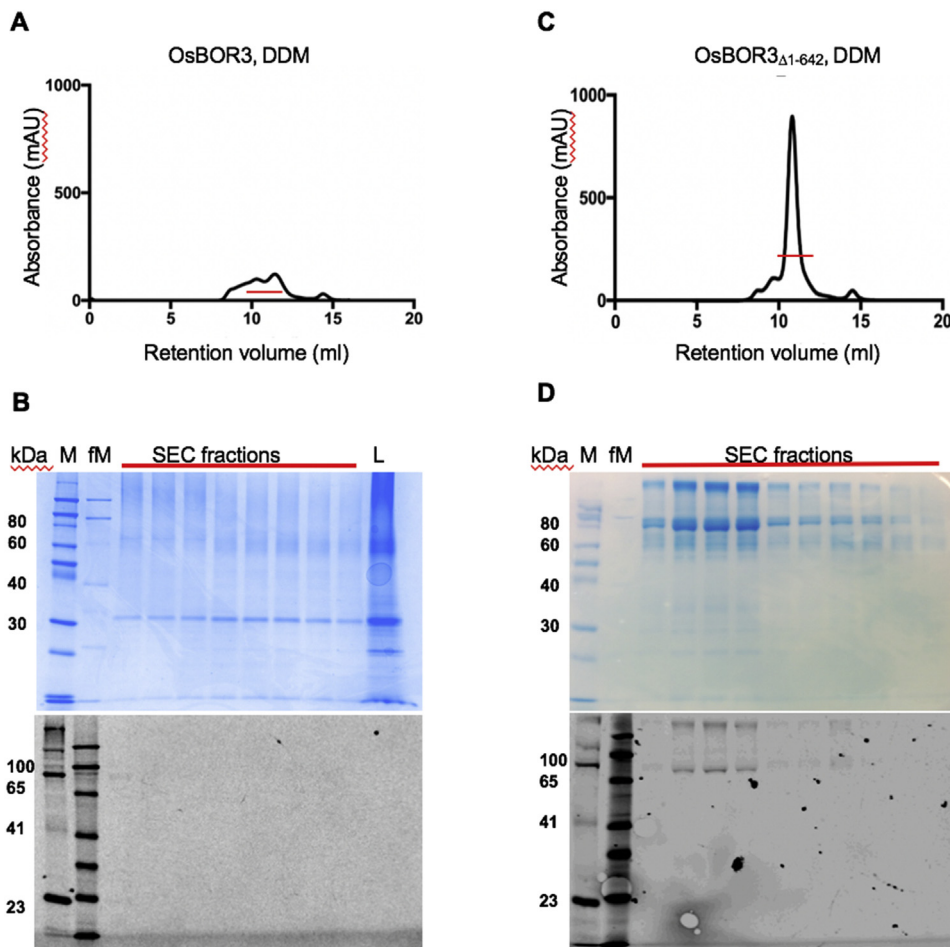 A
OsBOR3, DDM
1000
500
0
Absorbance (mAU)
0 5 10 15 20
Retention volume (ml)
C
OsBOR3Δ1-642, DDM
1000
500
0
Absorbance (mAU)
0 5 10 15 20
Retention volume (ml)
B
kDa M fM SEC fractions L
80
60
40
30
100
65
41
23
D
kDa M fM SEC fractions
80
60
40
30
100
65
41
23